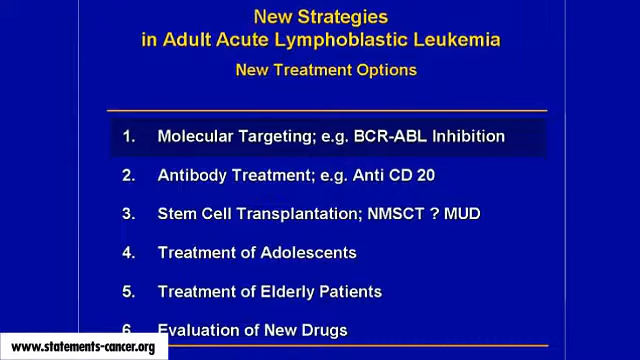 New Strategies
in Adult Acute Lymphoblastic Leukemia
New Treatment Options
1. Molecular Targeting; e.g. BCR-ABL Inhibition
2. Antibody Treatment; e.g. Anti CD 20
3. Stem Cell Transplantation; NMSCT ? MUD
4. Treatment of Adolescents
5. Treatment of Elderly Patients
6. Evaluation of New Drugs
www.statements-cancer.org